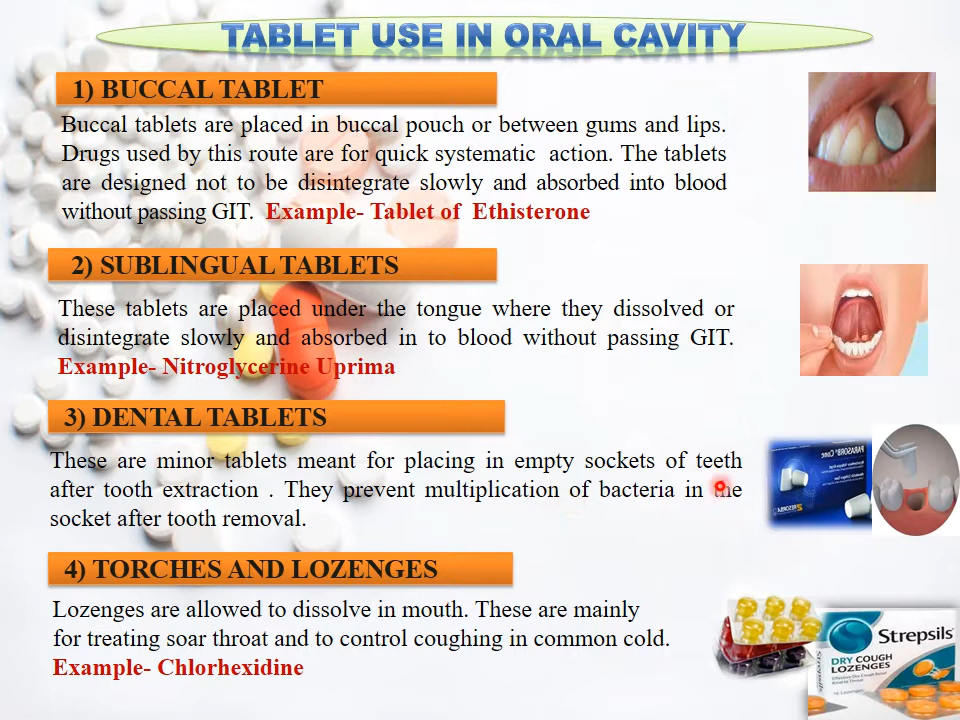 TABLET USE IN ORAL CAVITY
1) BUCCAL TABLET
Buccal tablets are placed in buccal pouch or between gums and lips.
Drugs used by this route are for quick systematic action. The tablets
are designed not to be disintegrate slowly and absorbed into blood
without passing GIT. Example- Tablet of Ethisterone
2) SUBLINGUAL TABLETS
These tablets are placed under the tongue where they dissolved or
disintegrate slowly and absorbed in to blood without passing GIT.
Example- Nitroglycerine Uprima
3) DENTAL TABLETS
These are minor tablets meant for placing in empty sockets of teeth
after tooth extraction . They prevent multiplication of bacteria in the
socket after tooth removal.
PARASORB® Cone
RESORBA
4) TORCHES AND LOZENGES
Lozenges are allowed to dissolve in mouth. These are mainly
for treating soar throat and to control coughing in common cold.
Example- Chlorhexidine
Strepsils
DRY COUGH
LOZENGES
Strepsils